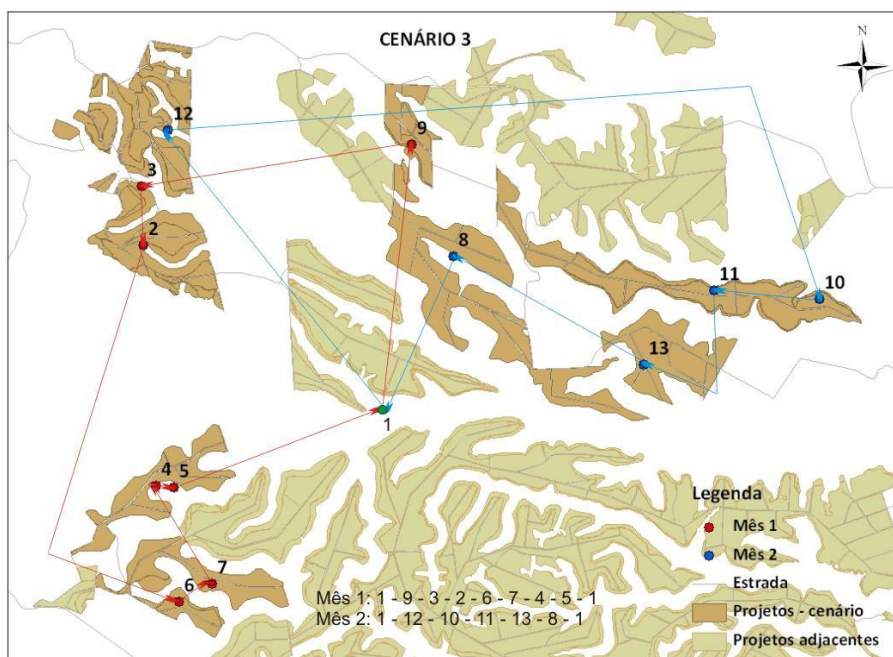 CENÁRIO 3
N
12
9
3
2
8
11
10
13
1
4 5
7
6
Legenda
Mês 1
Mês 2
Estrada
Projetos - cenário
Projetos adjacentes
Mês 1: 1 - 9 - 3 - 2 - 6 - 7 - 4 - 5 - 1
Mês 2: 1 - 12 - 10 - 11 - 13 - 8 - 1